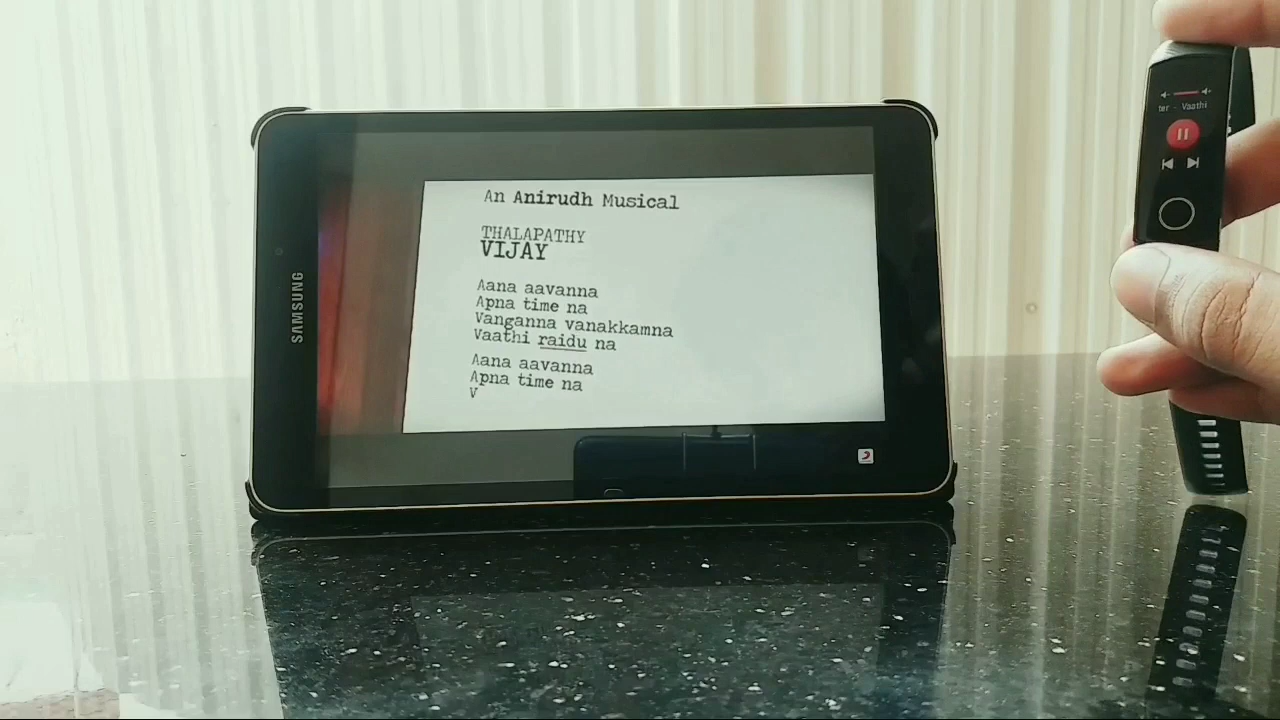 An Anirudh Musical
THALAPATHY
VIJAY
Aana aavanna
Apna time na
Vanganna vanakkamna
Vaathi raidu na
Aana aavanna
Apna time na
V
SAMSUNG
ter - Vaathi